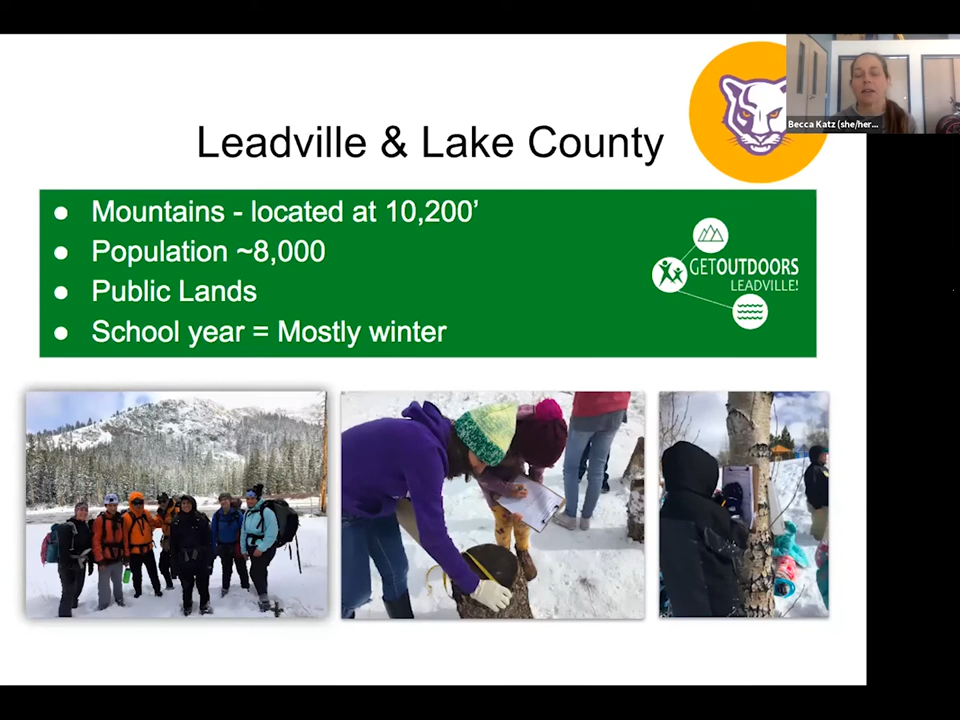 Becca Katz (she/her...
Leadville & Lake County
● Mountains - located at 10,200’
● Population ~8,000
● Public Lands
● School year = Mostly winter
GETOUTDOORS
LEADVILLE!